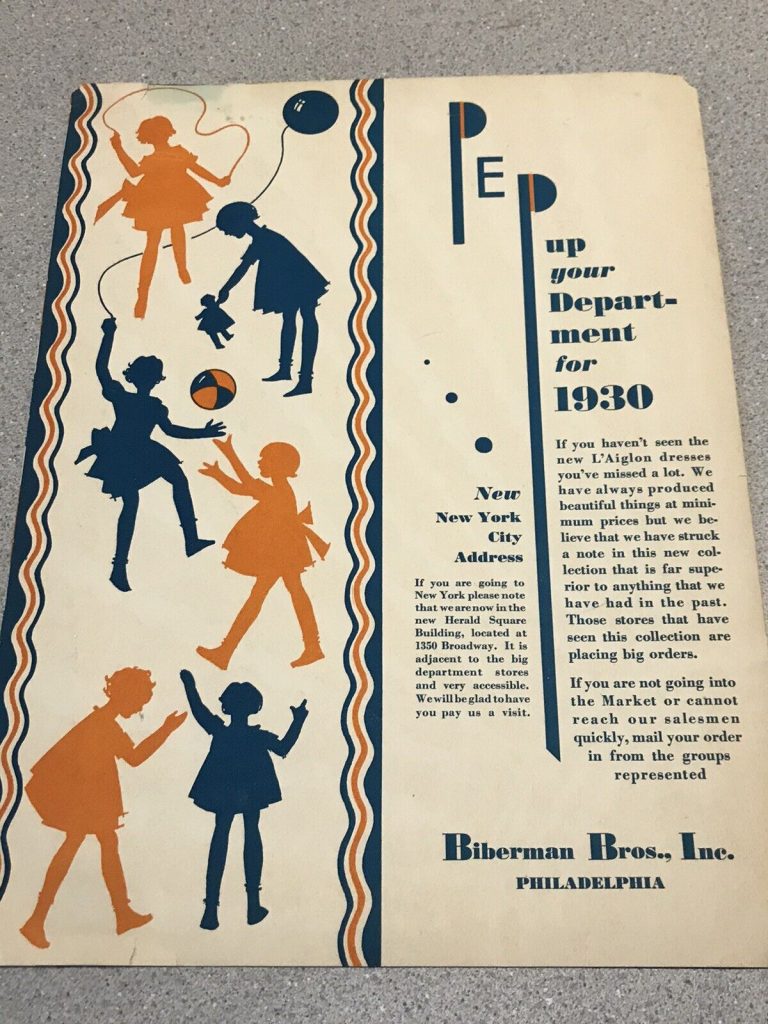 PEP
up
your
Depart-
ment
for
1930
If you haven't seen the
new L'Aiglon dresses
you've missed a lot. We
have always produced
beautiful things at mini-
mum prices but we be-
lieve that we have struck
a note in this new col-
lection that is far supe-
rior to anything that we
have had in the past.
Those stores that have
seen this collection are
placing big orders.
If you are not going into
the Market or cannot
reach our salesmen
quickly, mail your order
in from the groups
represented
New
New York
City
Address
If you are going to
New York please note
that we are now in the
new Herald Square
Building, located at
1350 Broadway. It is
adjacent to the big
department stores
and very accessible.
We will be glad to have
you pay us a visit.
Biberman Bros., Inc.
PHILADELPHIA